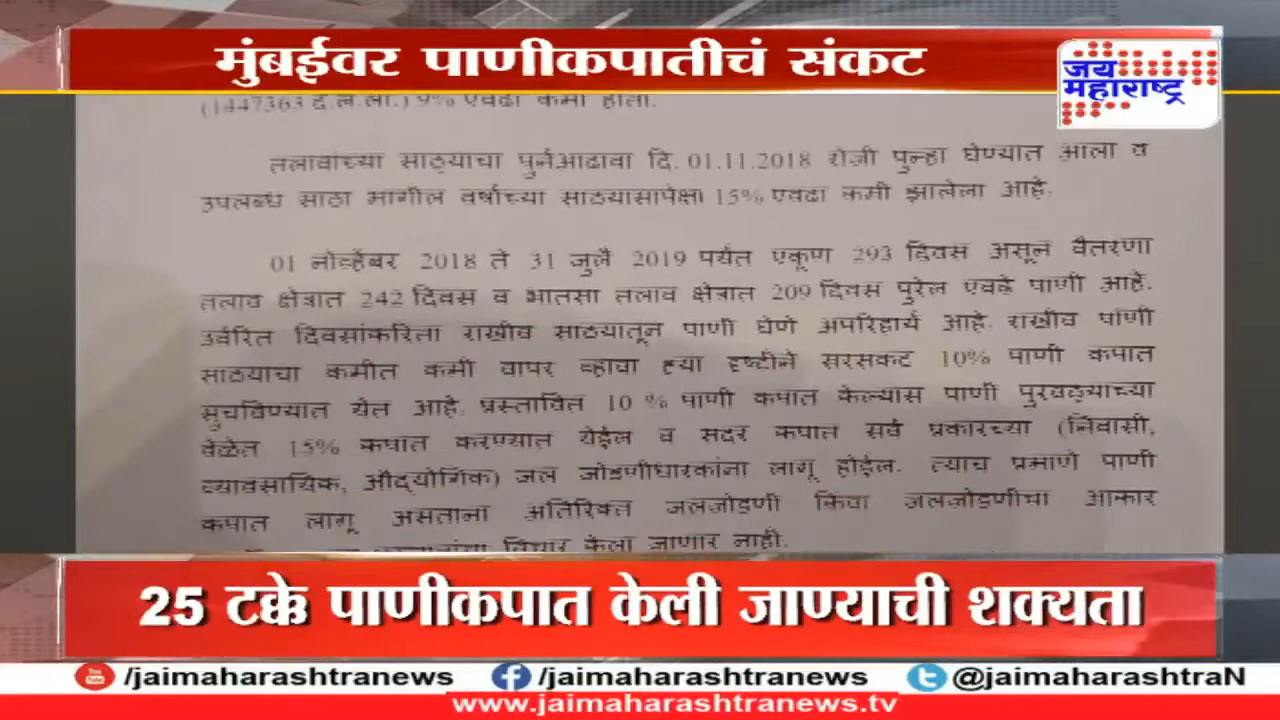 मुंबईवर पाणीकपातीचं संकट
जय
महाराष्ट्र
(1447363 द.ल.ली.) 9% एवढा कमी होता.
तलावांच्या साठ्याचा पुर्नआढावा दि. 01.11.2018 रोजी पुन्हा घेण्यात आला व
उपलब्ध साठा मागील वर्षाच्या साठ्यासापेक्षा 15% एवढा कमी झालेला आहे.
01 नोव्हेंबर 2018 ते 31 जुलै 2019 पर्यंत एकूण 293 दिवस असून वैतरणा
तलाव क्षेत्रात 242 दिवस व भातसा तलाव क्षेत्रात 209 दिवस पुरेल एवढे पाणी आहे.
उर्वरित दिवसांकरिता राखीव साठ्यातून पाणी घेणे अपरिहार्य आहे. राखीव पाणी
साठ्याचा कमीत कमी वापर व्हावा ह्या दृष्टीने सरसकट 10% पाणी कपात
सुचविण्यात येत आहे. प्रस्तावित 10 % पाणी कपात केल्यास पाणी पुरवठ्याच्या
वेळेत 15% कपात करण्यात येईल व सदर कपात सर्व प्रकारच्या (निवासी,
व्यावसायिक, औद्योगिक) जल जोडणीधारकांना लागू होईल. त्याच प्रमाणे पाणी
कपात लागू असताना अतिरिक्त जलजोडणी किंवा जलजोडणीचा आकार
विचार केला जाणार नाही.
25 टक्के पाणीकपात केली जाण्याची शक्यता
/jaimaharashtranews /jaimaharashtranews @jaimaharashtraN
www.jaimaharashtranews.tv